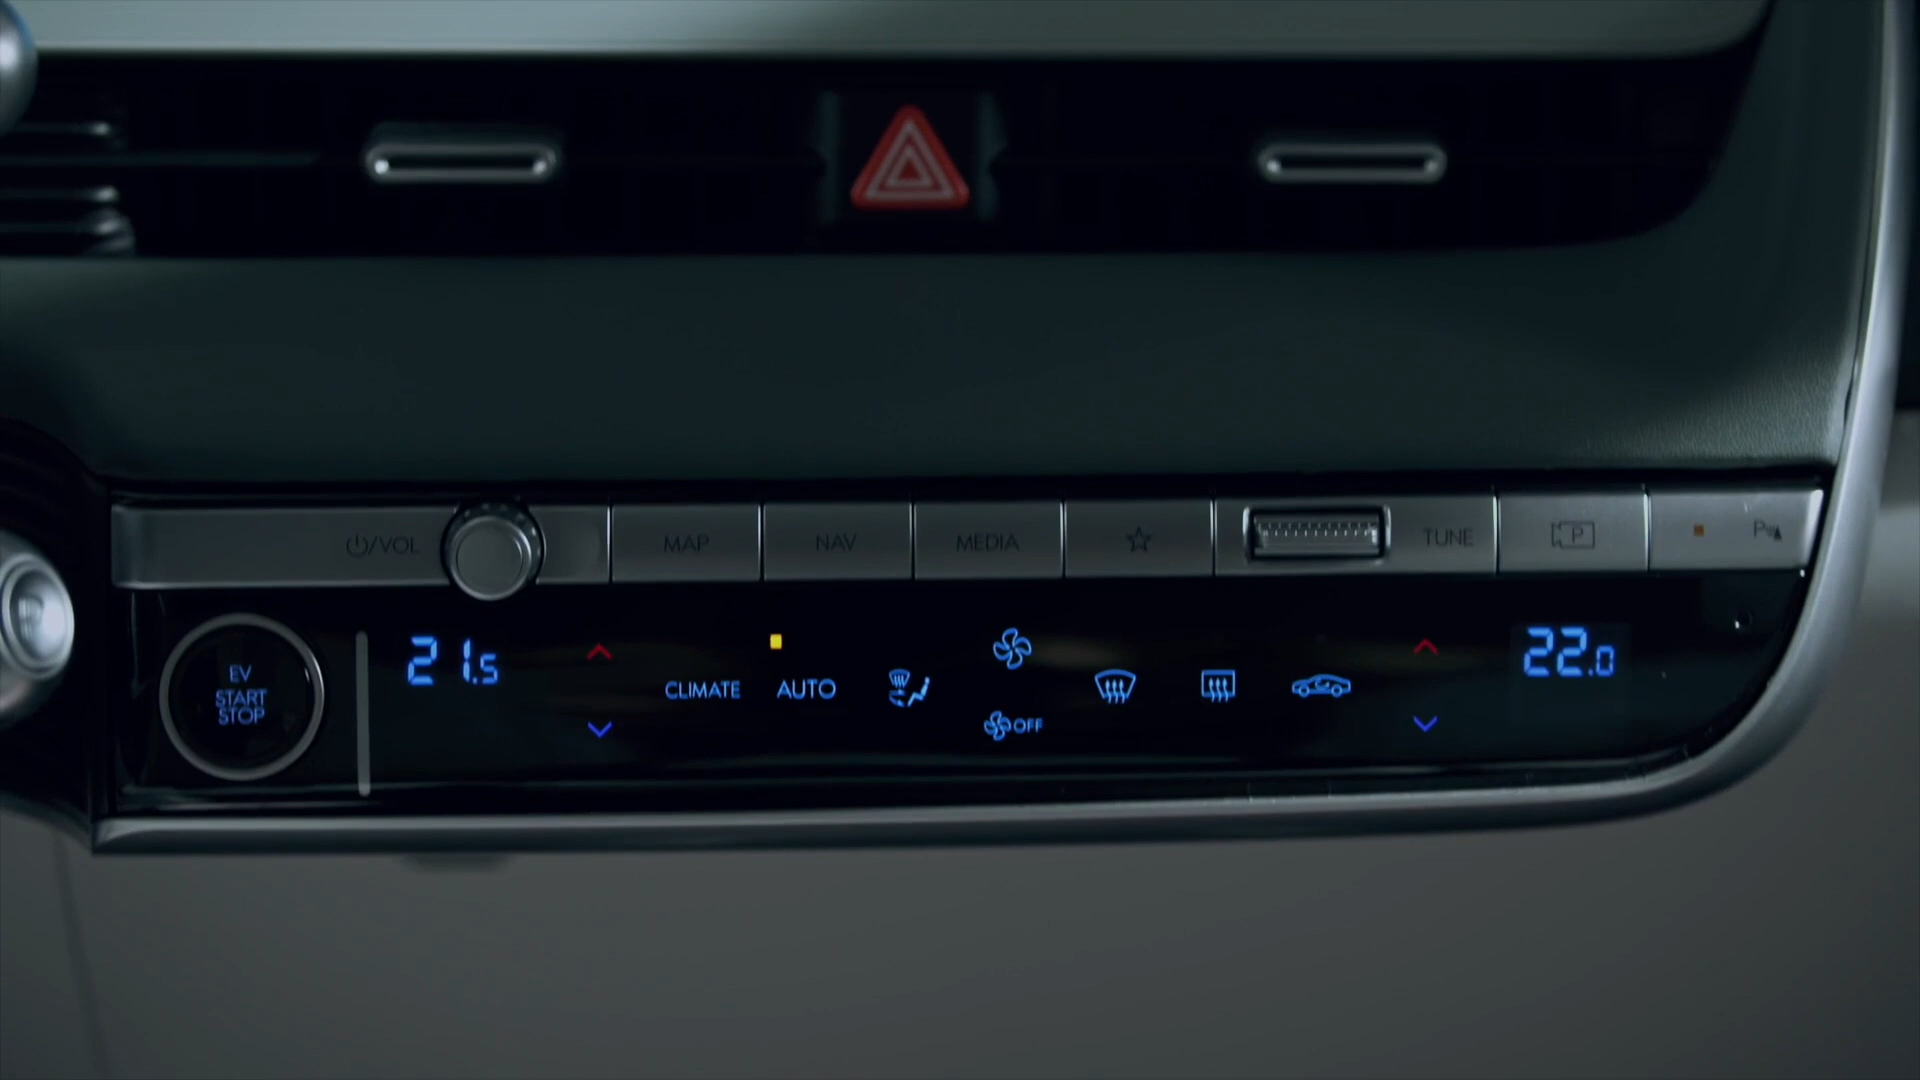 ⏻/VOL
MAP
NAV
MEDIA
TUNE
P
P
EV
START
STOP
21.5
CLIMATE
AUTO
OFF
22.0